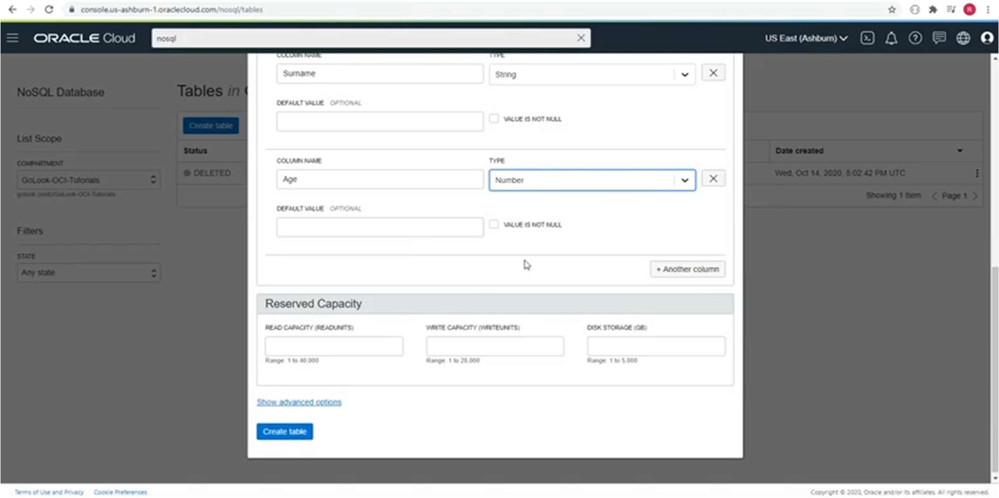 console.us-ashburn-1.oraclecloud.com/nosql/tables
R
ORACLE Cloud
nosql
US East (Ashburn)
NoSQL Database
List Scope
COMPARTMENT
GoLook-OCI-Tutorials
golook (root)/GoLook-OCI-Tutorials
Filters
STATE
Any state
Tables in
Create table
Status
DELETED
Date created
Wed, Oct 14, 2020, 5:02:42 PM UTC
Showing 1 Item < Page 1 >
COLUMN NAME TYPE
Surname String
DEFAULT VALUE OPTIONAL
VALUE IS NOT NULL
COLUMN NAME TYPE
Age Number
DEFAULT VALUE OPTIONAL
VALUE IS NOT NULL
+ Another column
Reserved Capacity
READ CAPACITY (READUNITS) WRITE CAPACITY (WRITEUNITS) DISK STORAGE (GB)
Range: 1 to 40,000 Range: 1 to 20,000 Range: 1 to 5,000
Show advanced options
Create table
Terms of Use and Privacy Cookie Preferences
Copyright © 2020, Oracle and/or its affiliates. All rights reserved.